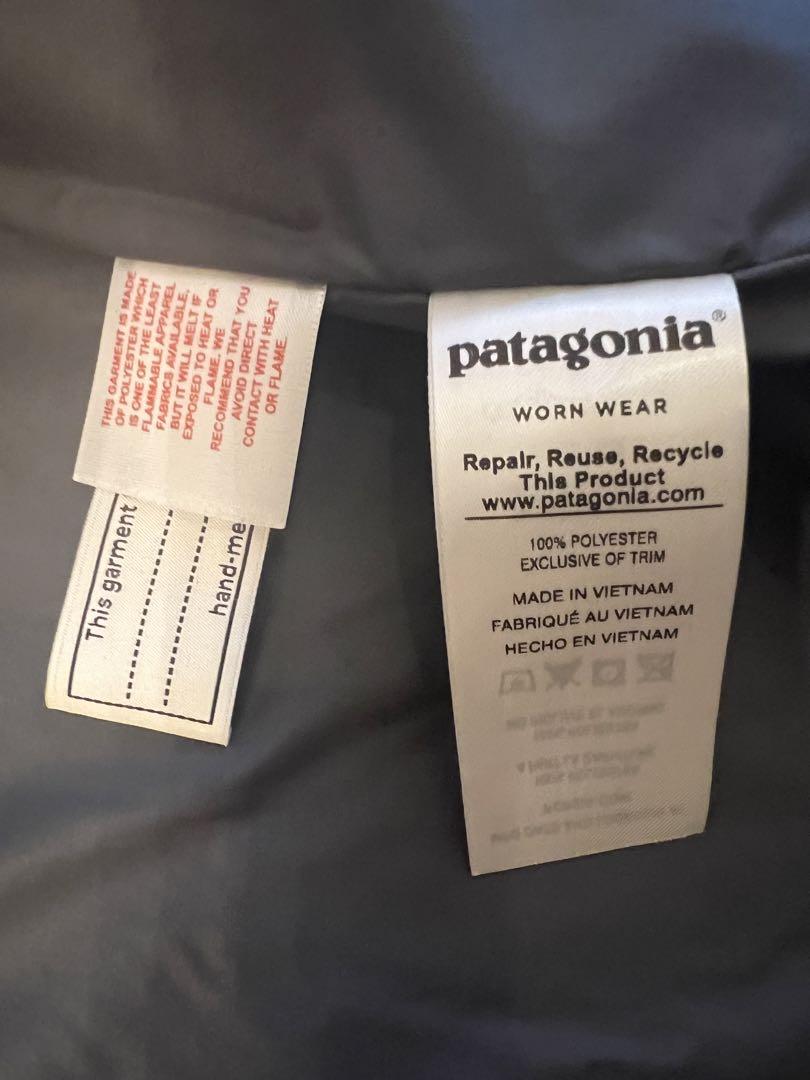 THIS GARMENT IS MADE
OF POLYESTER WHICH
IS ONE OF THE LEAST
FLAMMABLE APPAREL
FABRICS AVAILABLE,
BUT IT WILL MELT IF
EXPOSED TO HEAT OR
FLAME. WE
RECOMMEND THAT YOU
AVOID DIRECT
CONTACT WITH HEAT
OR FLAME
This garment
hand-me
patagonia®
WORN WEAR
Repair, Reuse, Recycle
This Product
www.patagonia.com
100% POLYESTER
EXCLUSIVE OF TRIM
MADE IN VIETNAM
FABRIQUÉ AU VIETNAM
HECHO EN VIETNAM